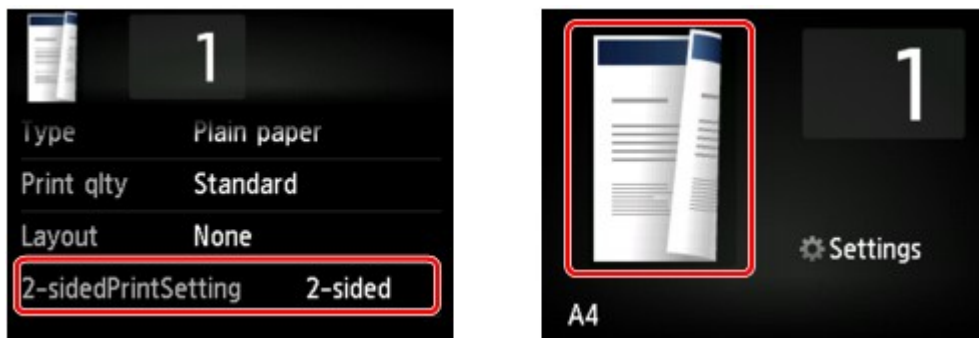 1
Type Plain paper
Print qlty Standard
Layout None
2-sidedPrintSetting 2-sided
1
Settings
A4